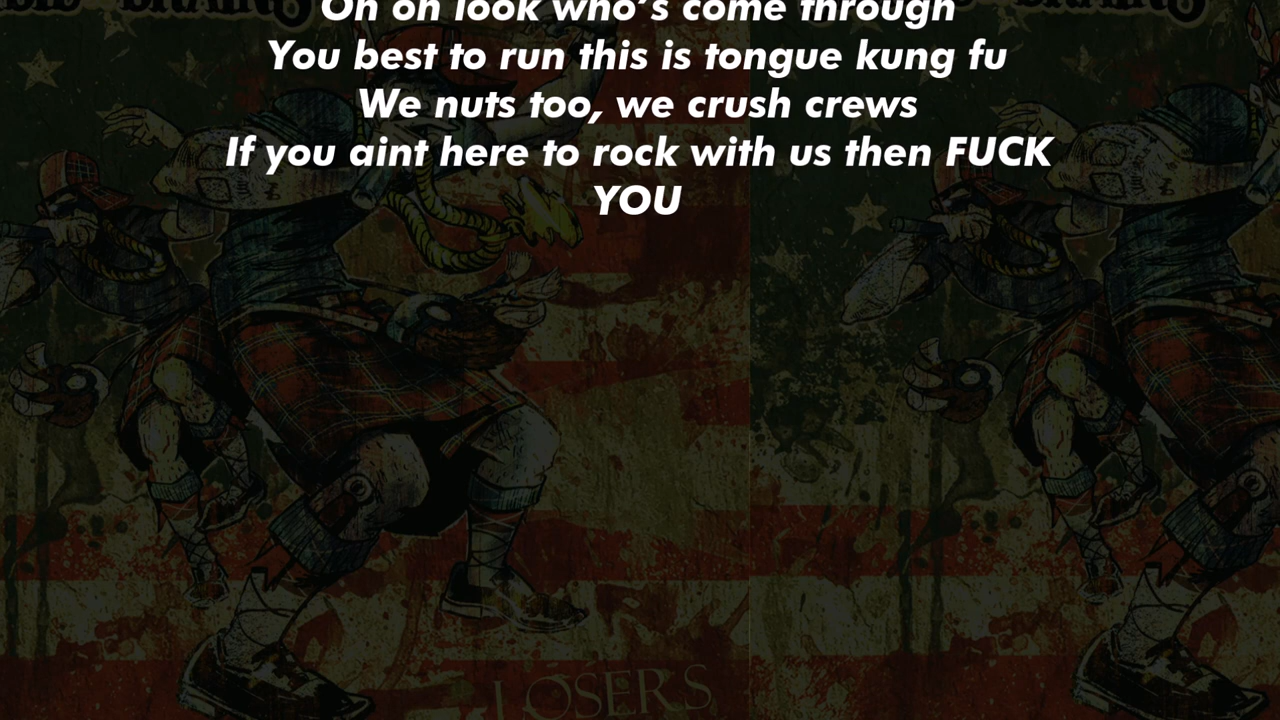 Oh oh look who's come through
You best to run this is tongue kung fu
We nuts too, we crush crews
If you aint here to rock with us then FUCK
YOU
LOSERS